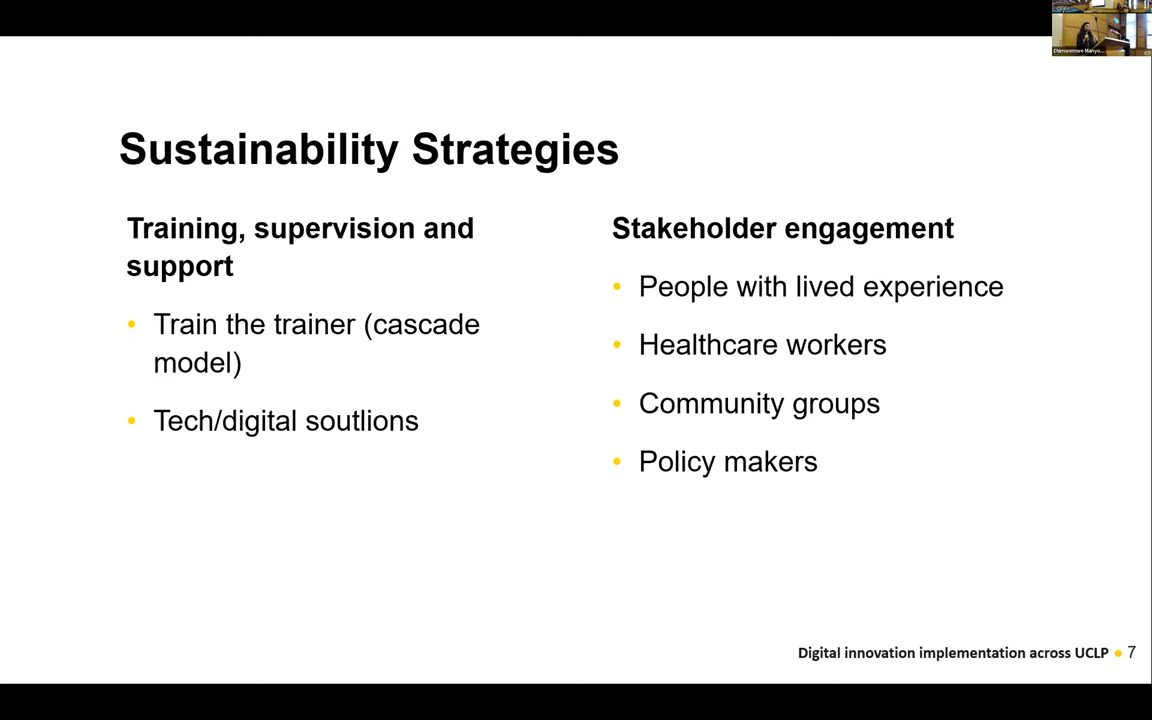 Sustainability Strategies
Training, supervision and
support
• Train the trainer (cascade
model)
• Tech/digital soutlions
Stakeholder engagement
• People with lived experience
• Healthcare workers
• Community groups
• Policy makers
Digital innovation implementation across UCLP • 7